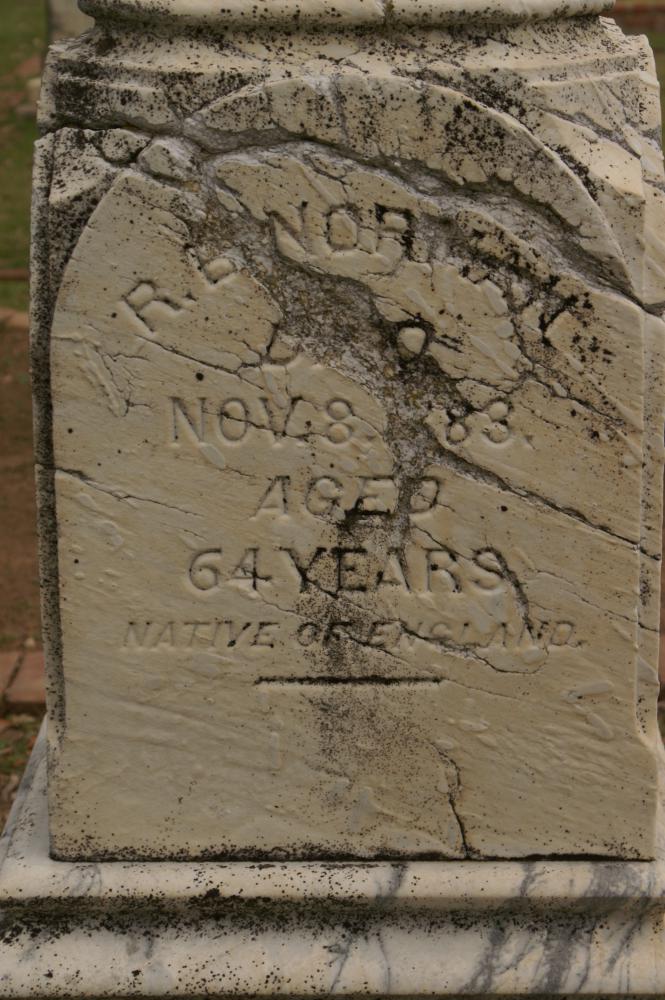 R. B.
NOV. 8. 83.
AGED
64 YEARS
NATIVE OF ENGLAND.